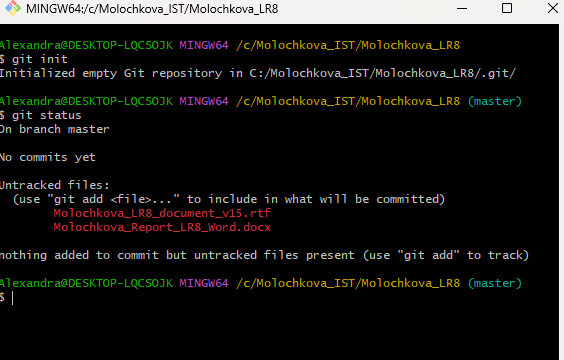 MINGW64:/c/Molochkova_IST/Molochkova_LR8
Alexandra@DESKTOP-LQCSOJK MINGW64 /c/Molochkova_IST/Molochkova_LR8
$ git init
Initialized empty Git repository in C:/Molochkova_IST/Molochkova_LR8/.git/
Alexandra@DESKTOP-LQCSOJK MINGW64 /c/Molochkova_IST/Molochkova_LR8 (master)
$ git status
On branch master
No commits yet
Untracked files:
(use "git add <file>..." to include in what will be committed)
Molochkova_LR8_document_v15.rtf
Molochkova_Report_LR8_Word.docx
nothing added to commit but untracked files present (use "git add" to track)
Alexandra@DESKTOP-LQCSOJK MINGW64 /c/Molochkova_IST/Molochkova_LR8 (master)
$